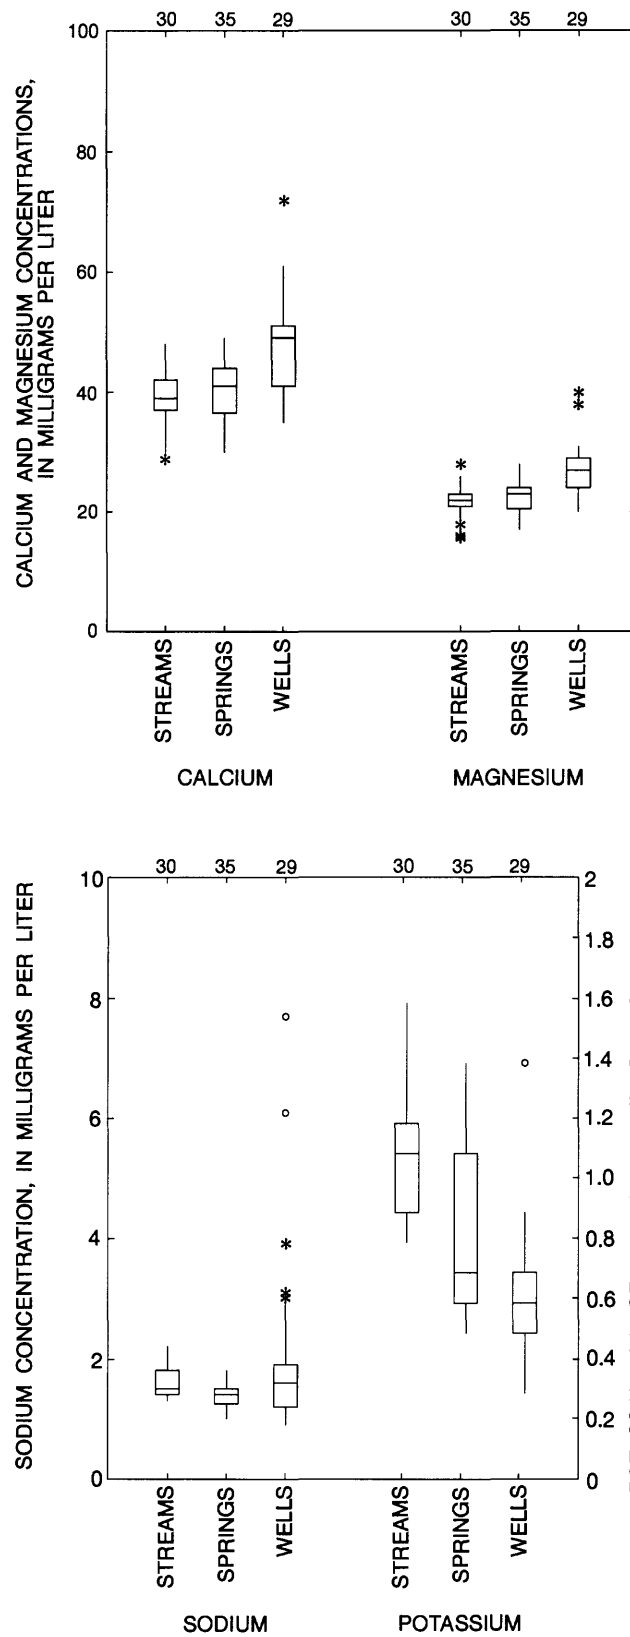 30 35 29 30 35 29
100
80
60
40
20
0
CALCIUM AND MAGNESIUM CONCENTRATIONS,
IN MILLIGRAMS PER LITER
STREAMS SPRINGS WELLS STREAMS SPRINGS WELLS
CALCIUM MAGNESIUM
30 35 29 30 35 29
10 2
1.8
8 1.6
1.4
6 1.2
1.0
4 0.8
0.6
2 0.4
0.2
0 0
SODIUM CONCENTRATION, IN MILLIGRAMS PER LITER
STREAMS SPRINGS WELLS STREAMS SPRINGS WELLS
SODIUM POTASSIUM